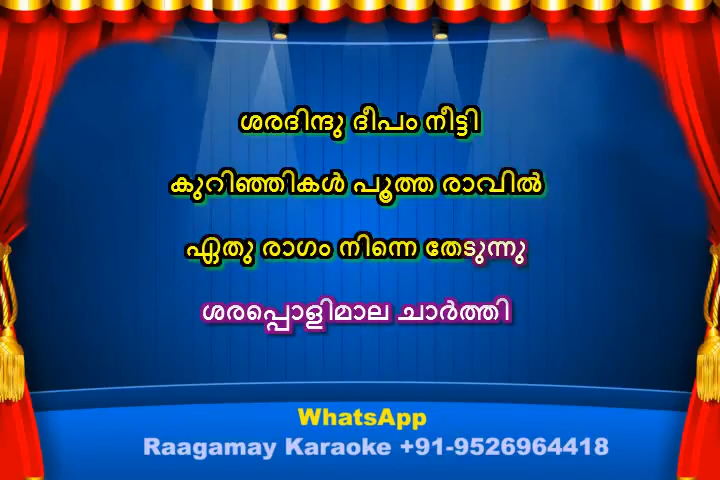 ശരദിന്ദു ദീപം നീട്ടി
കുറിഞ്ഞികൾ പൂത്ത രാവിൽ
ഏതു രാഗം നിന്നെ തേടുന്നു
ശരപ്പൊളിമാല ചാർത്തി
WhatsApp
Raagamay Karaoke +91-9526964418